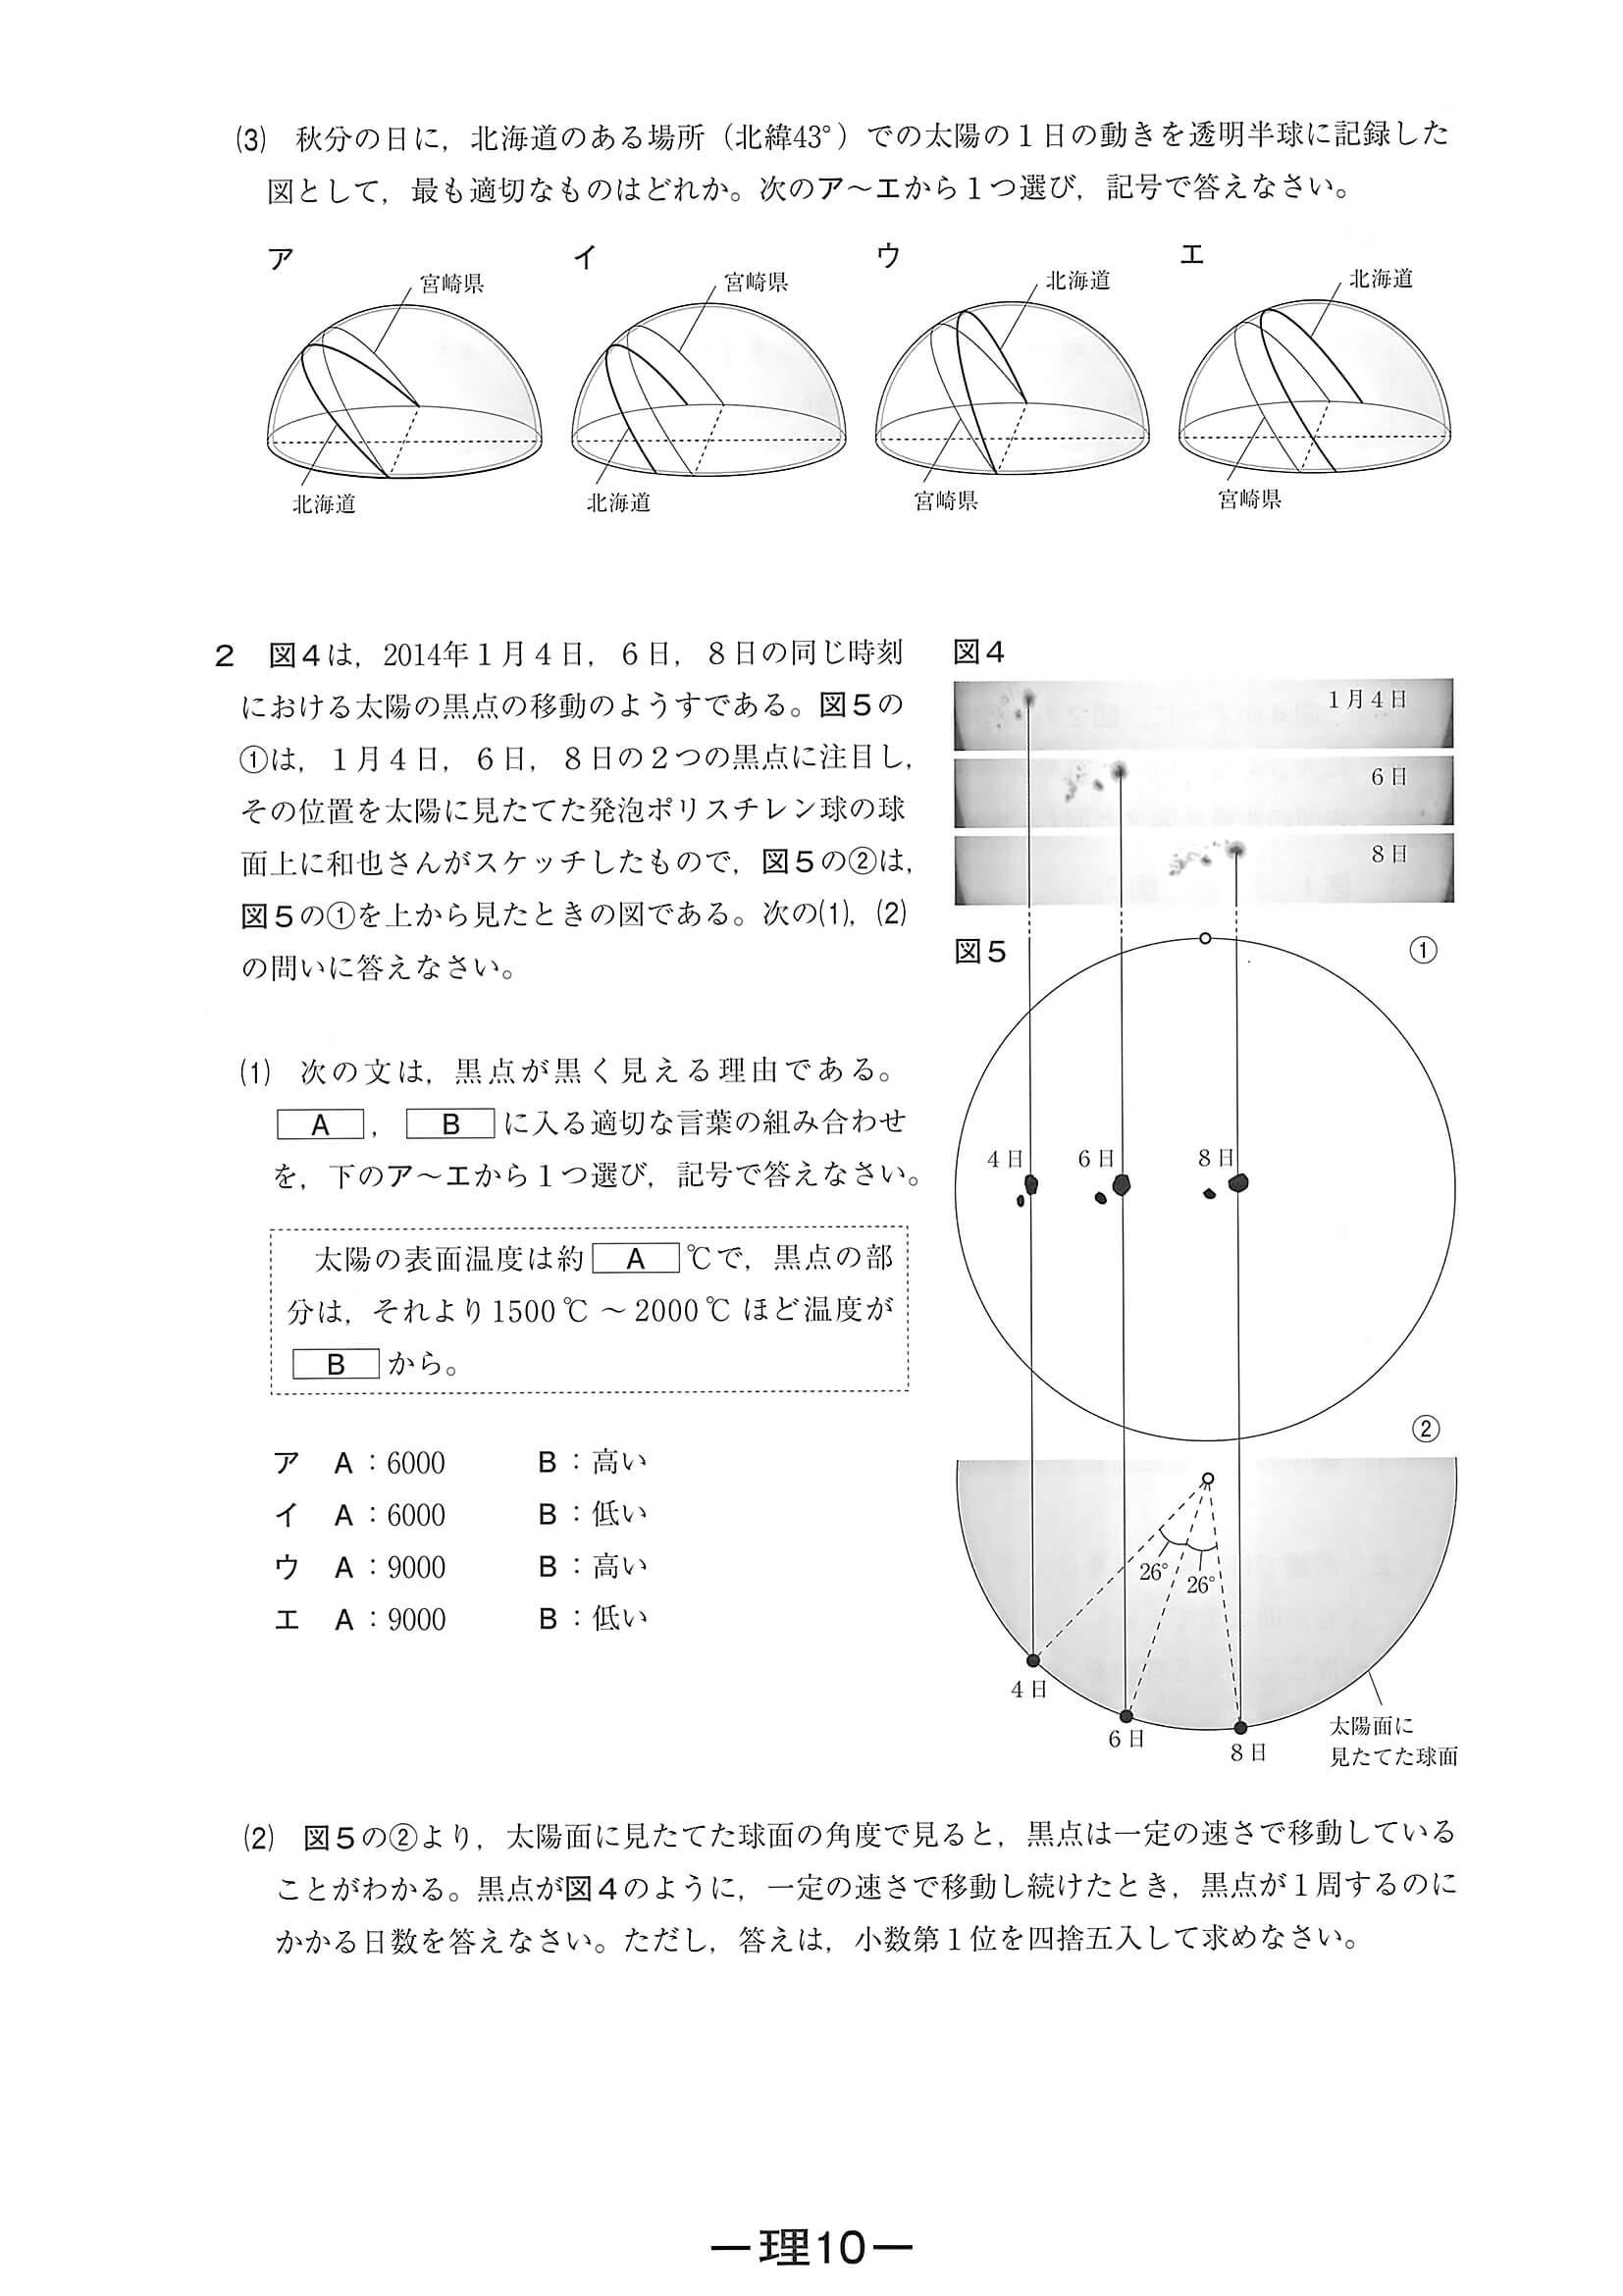 (3) 秋分の日に，北海道のある場所（北緯43°）での太陽の１日の動きを透明半球に記録した
図として，最も適切なものはどれか。次のア～エから１つ選び，記号で答えなさい。
ア
イ
ウ
エ
宮崎県
宮崎県
北海道
北海道
北海道
北海道
宮崎県
宮崎県
２ 図４は，2014年１月４日，６日，８日の同じ時刻
における太陽の黒点の移動のようすである。図５の
①は，１月４日，６日，８日の２つの黒点に注目し，
その位置を太陽に見たてた発泡ポリスチレン球の球
面上に和也さんがスケッチしたもので，図５の②は，
図５の①を上から見たときの図である。次の(1)，(2)
の問いに答えなさい。
(1) 次の文は，黒点が黒く見える理由である。
A ， B に入る適切な言葉の組み合わせ
を，下のア～エから１つ選び，記号で答えなさい。
太陽の表面温度は約 A ℃で，黒点の部
分は，それより1500℃～2000℃ほど温度が
B から。
ア A：6000 B：高い
イ A：6000 B：低い
ウ A：9000 B：高い
エ A：9000 B：低い
図４
１月４日
６日
８日
図５
①
４日
６日
８日
②
26°
26°
４日
６日
８日
太陽面に
見たてた球面
(2) 図５の②より，太陽面に見たてた球面の角度で見ると，黒点は一定の速さで移動している
ことがわかる。黒点が図４のように，一定の速さで移動し続けたとき，黒点が１周するのに
かかる日数を答えなさい。ただし，答えは，小数第１位を四捨五入して求めなさい。
－理10－